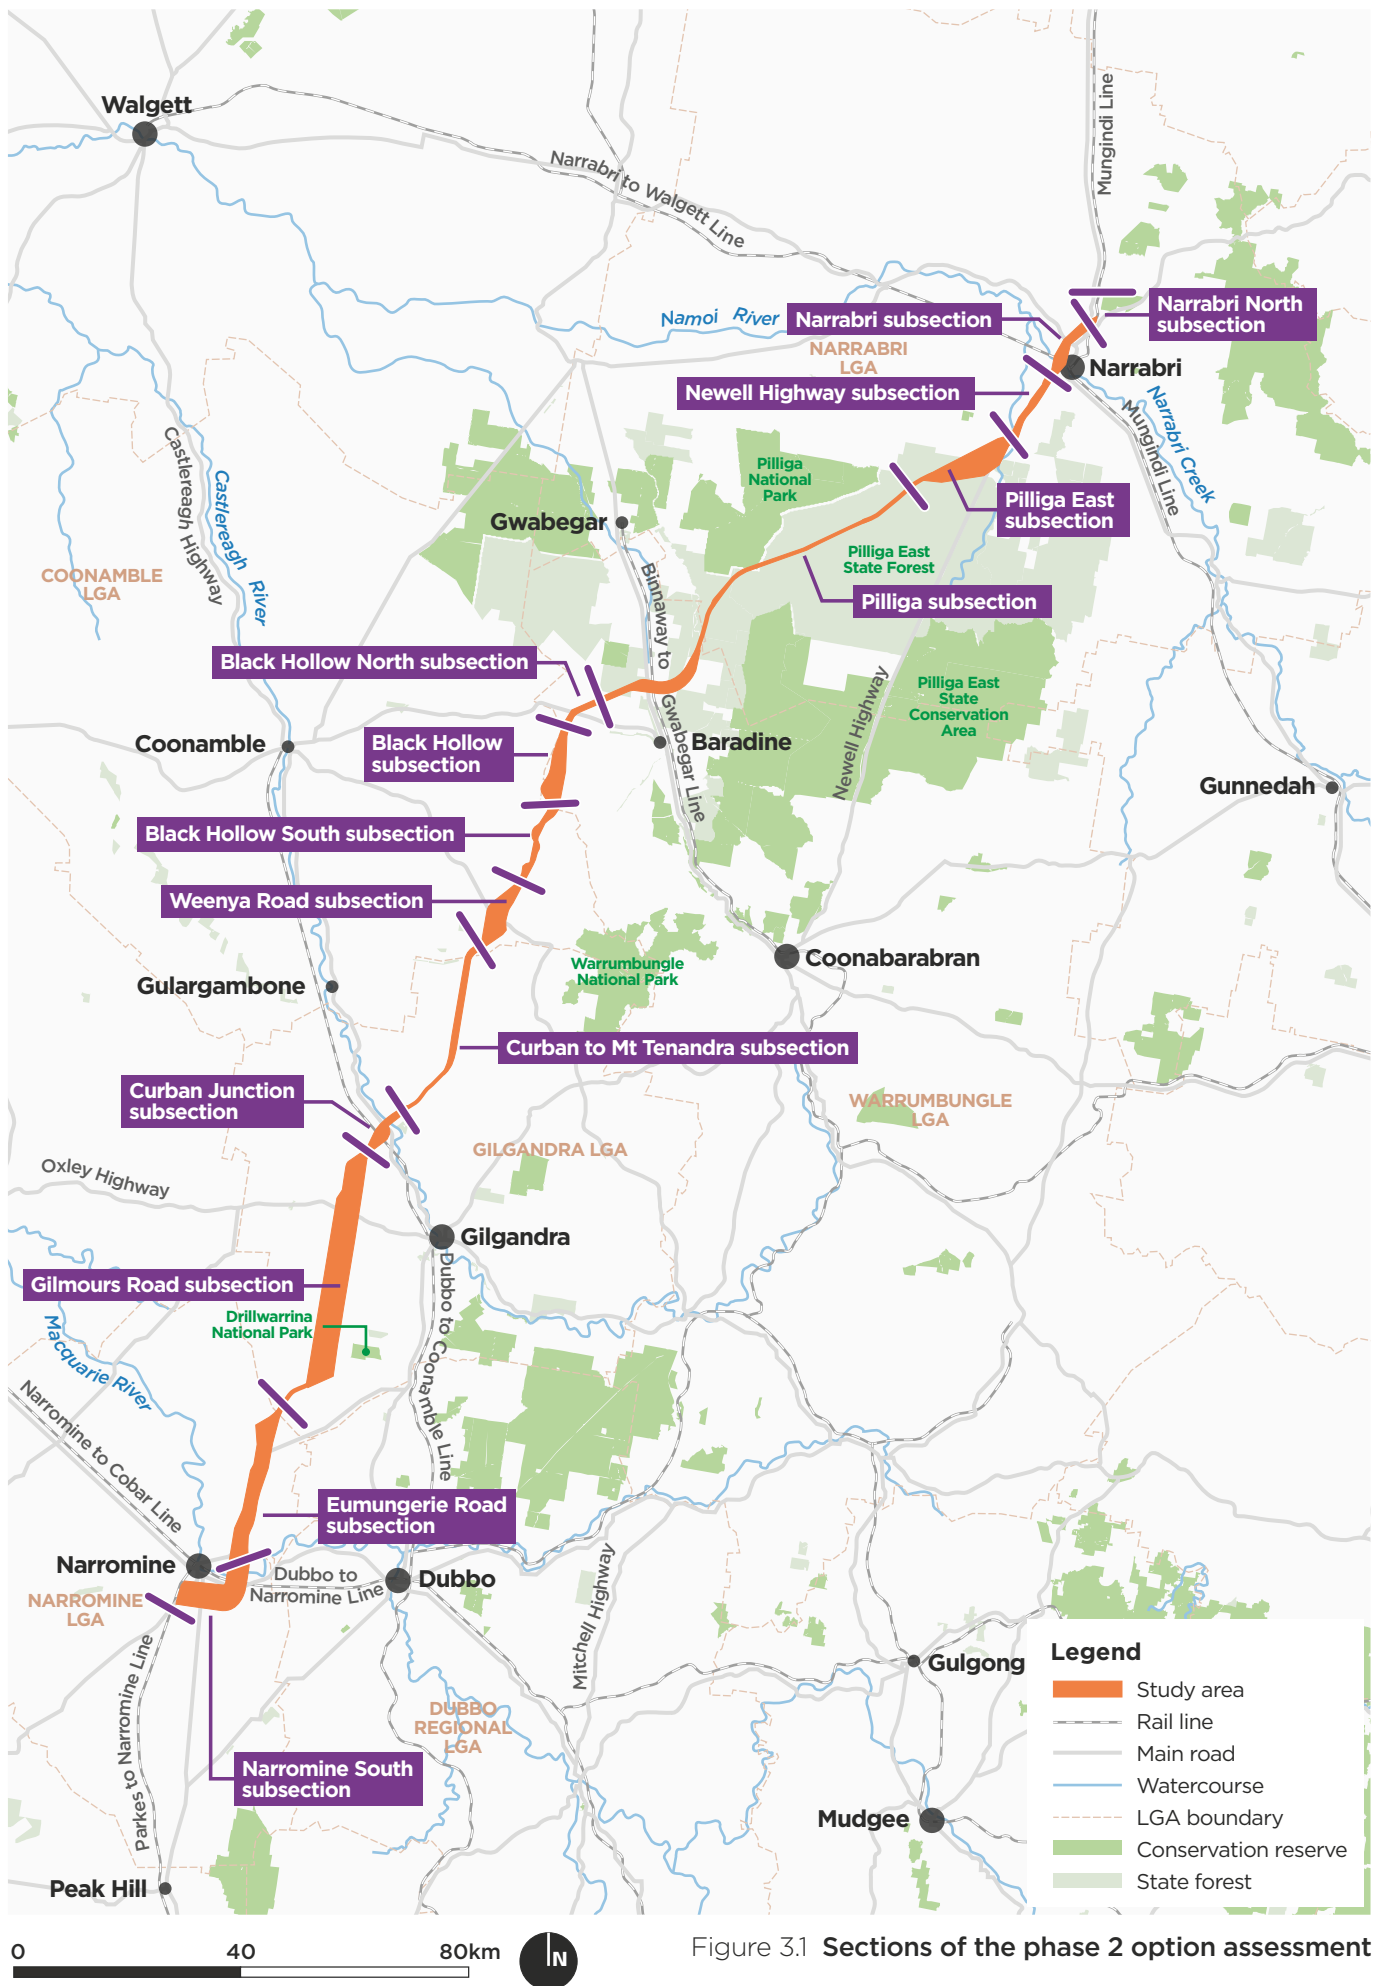 Walgett
Mungindi Line
Narrabri to Walgett Line
Namoi River
Narrabri subsection
Narrabri North
subsection
NARRABRI
LGA
Narrabri
Newell Highway subsection
Narrabri Creek
Mungindi Line
Castlereagh Highway
Castlereagh River
Pilliga
National
Park
Pilliga East
subsection
Gwabegar
Pilliga East
State Forest
COONAMBLE
LGA
Binnaway to
Gwabegar Line
Pilliga subsection
Black Hollow North subsection
Newell Highway
Pilliga East
State
Conservation
Area
Coonamble
Black Hollow
subsection
Baradine
Gunnedah
Black Hollow South subsection
Weenya Road subsection
Warrumbungle
National Park
Coonabarabran
Gulargambone
Curban to Mt Tenandra subsection
Curban Junction
subsection
WARRUMBUNGLE
LGA
GILGANDRA LGA
Oxley Highway
Gilgandra
Gilmours Road subsection
Dubbo to Coonamble Line
Drillwarrina
National Park
Macquarie River
Narromine to Cobar Line
Eumungerie Road
subsection
Narromine
Dubbo to
Narromine Line
Dubbo
NARROMINE
LGA
Mitchell Highway
Parkes to Narromine Line
Gulgong
DUBBO
REGIONAL
LGA
Narromine South
subsection
Mudgee
Peak Hill
Legend
Study area
Rail line
Main road
Watercourse
LGA boundary
Conservation reserve
State forest
0 40 80km
N
Figure 3.1 Sections of the phase 2 option assessment